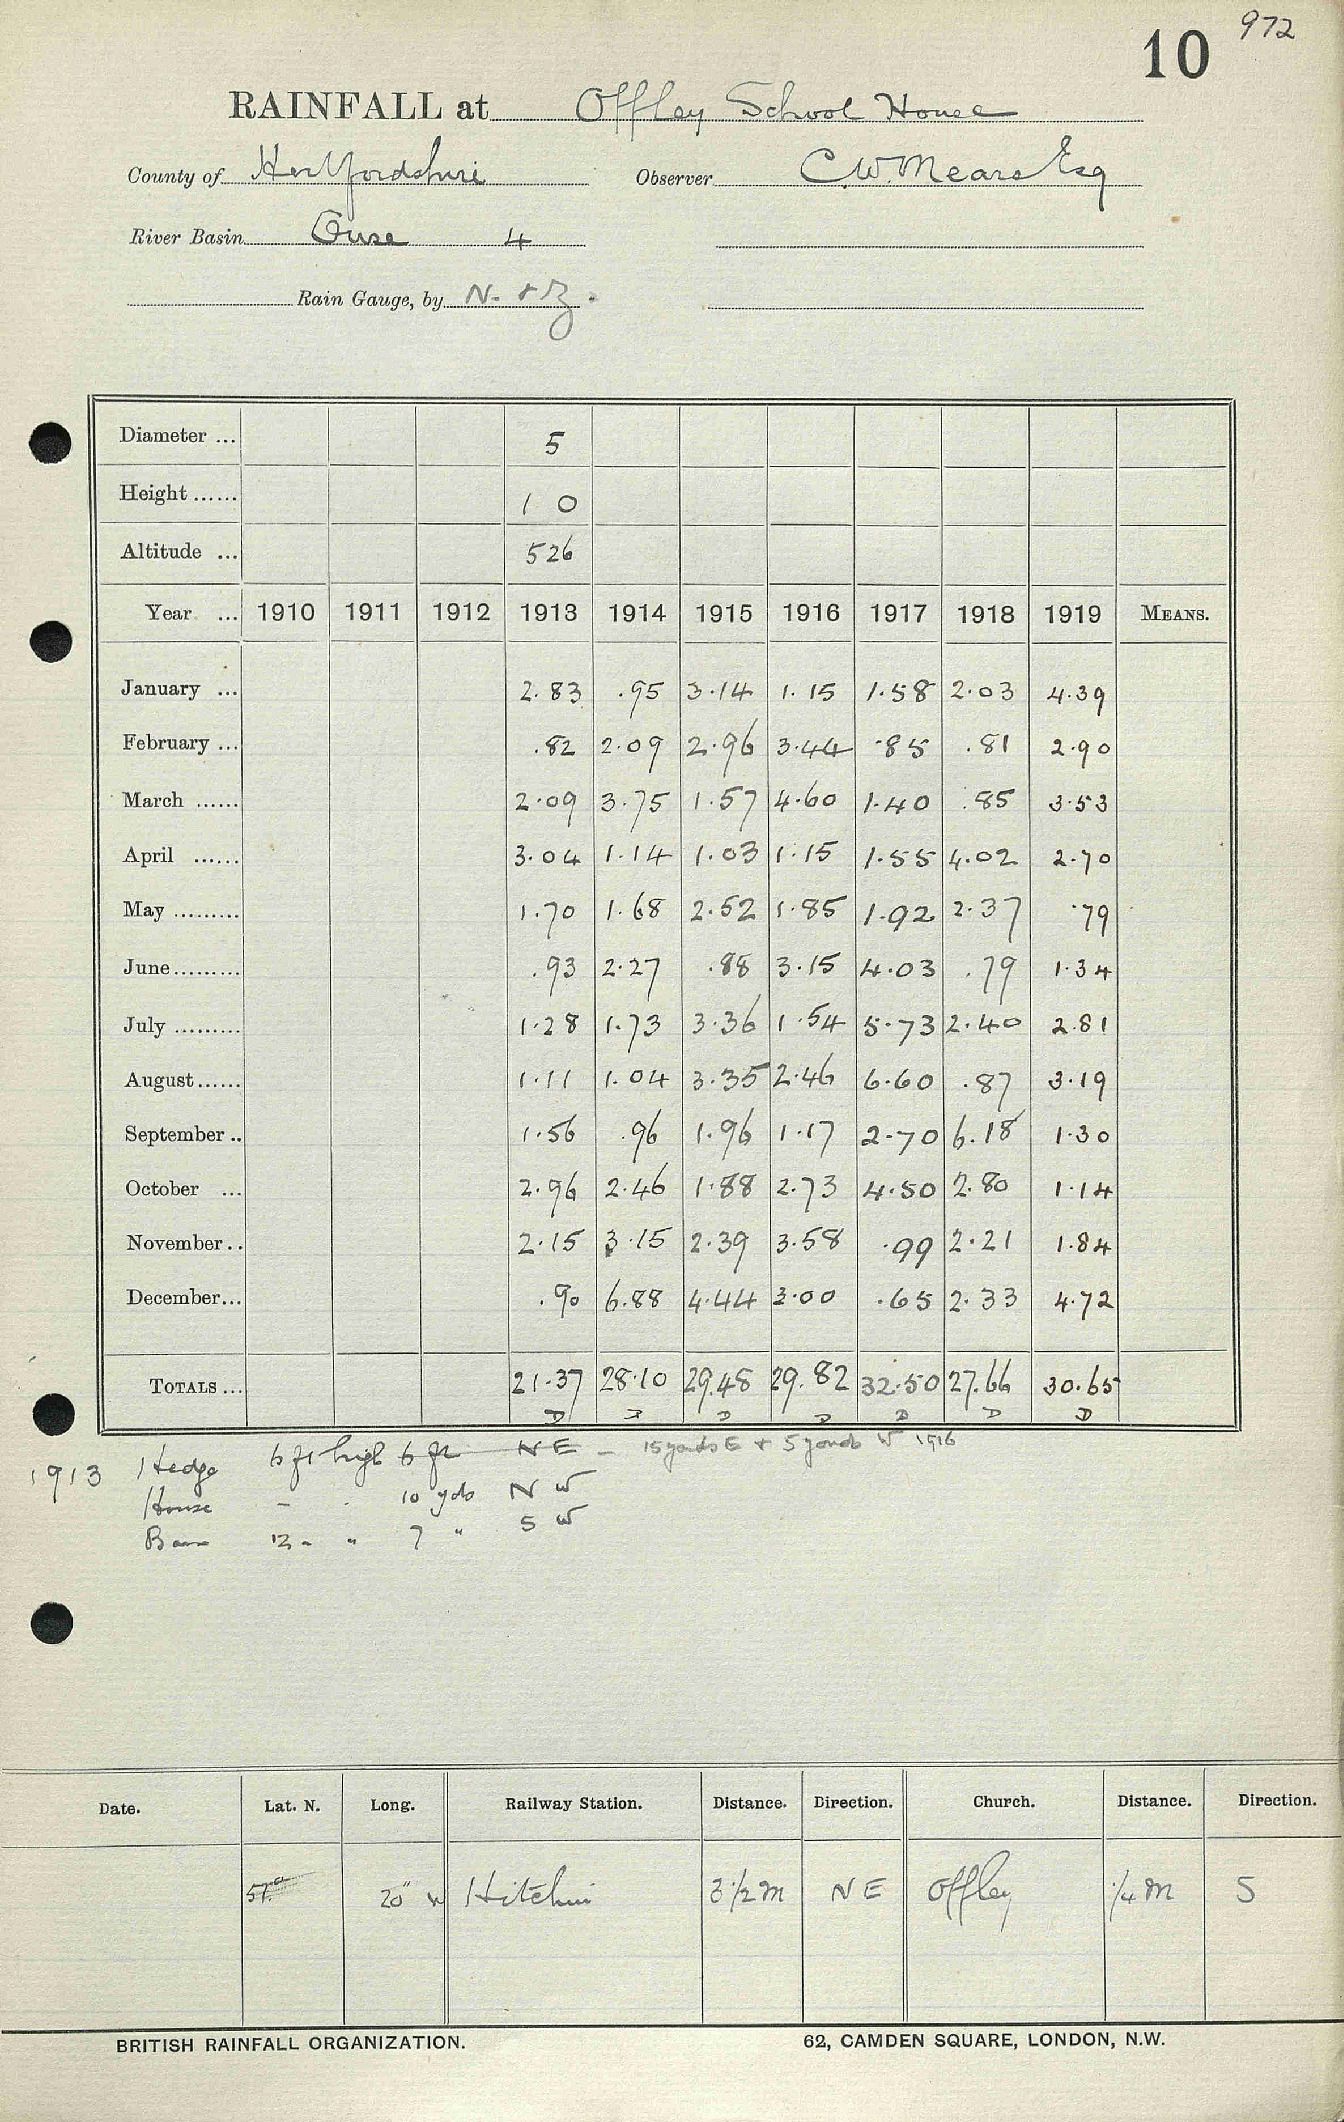 972
10
RAINFALL at Offley School House
County of Hertfordshire Observer C.W. Mears Esq
River Basin Ouse 4
Rain Gauge, by N. & Z.
Diameter ... 5
Height ...... 1 0
Altitude ... 526
Year ... 1910 1911 1912 1913 1914 1915 1916 1917 1918 1919 MEANS.
January ... 2.83 .95 3.14 1.15 1.58 2.03 4.39
February ... .82 2.09 2.96 3.44 .85 .81 2.90
March ...... 2.09 3.75 1.57 4.60 1.40 .85 3.53
April ...... 3.04 1.14 1.03 1.15 1.55 4.02 2.70
May ......... 1.70 1.68 2.52 1.85 1.92 2.37 .79
June......... .93 2.27 .88 3.15 4.03 .79 1.34
July ......... 1.28 1.73 3.36 1.54 5.73 2.40 2.81
August...... 1.11 1.04 3.35 2.46 6.60 .87 3.19
September .. 1.56 .96 1.96 1.17 2.70 6.18 1.30
October ... 2.96 2.46 1.88 2.73 4.50 2.80 1.14
November .. 2.15 3.15 2.39 3.58 .99 2.21 1.84
December... .90 6.88 4.44 3.00 .65 2.33 4.72
TOTALS ... 21.37 28.10 29.48 29.82 32.50 27.66 30.65
D D D D D D D
1913 Hedge 6 ft high 6 ft NE – 15 yards E + 5 yards W 1916
House - 10 yds N W
12 - " 7 " S W
Date. Lat. N. Long. Railway Station. Distance. Direction. Church. Distance. Direction.
20" W Hitchin 3 1/2 m NE Offley 1/4 m S
BRITISH RAINFALL ORGANIZATION. 62, CAMDEN SQUARE, LONDON, N.W.